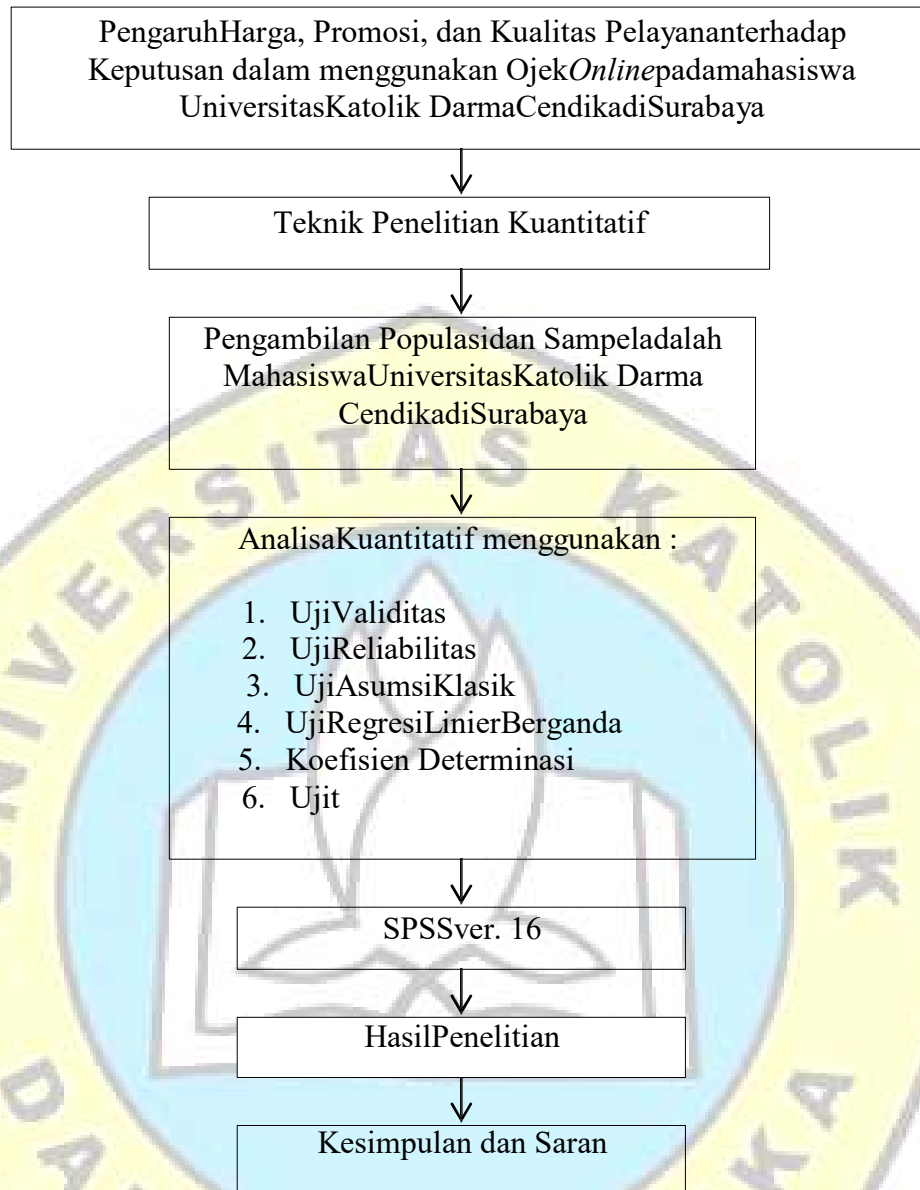 PengaruhHarga, Promosi, dan Kualitas Pelayananterhadap
Keputusan dalam menggunakan OjekOnlinepadamahasiswa
UniversitasKatolik DarmaCendikadiSurabaya
Teknik Penelitian Kuantitatif
Pengambilan Populasidan Sampeladalah
MahasiswaUniversitasKatolik Darma
CendikadiSurabaya
AnalisaKuantitatif menggunakan :
1. UjiValiditas
2. UjiReliabilitas
3. UjiAsumsiKlasik
4. UjiRegresiLinierBerganda
5. Koefisien Determinasi
6. Ujit
SPSSver. 16
HasilPenelitian
Kesimpulan dan Saran
UNIVERSITAS KATOLIK